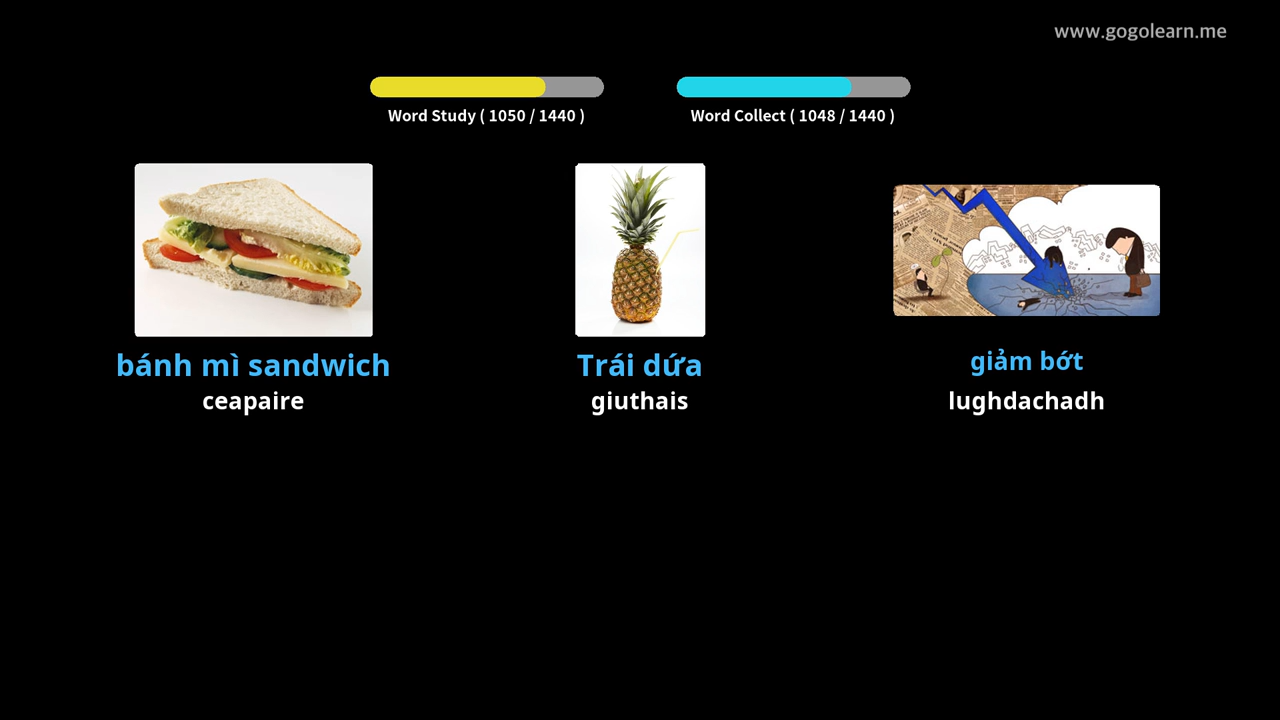 www.gogolearn.me
Word Study ( 1050 / 1440 )
Word Collect ( 1048 / 1440 )
bánh mì sandwich
ceapaire
Trái dứa
giuthais
giảm bớt
lughdachadh